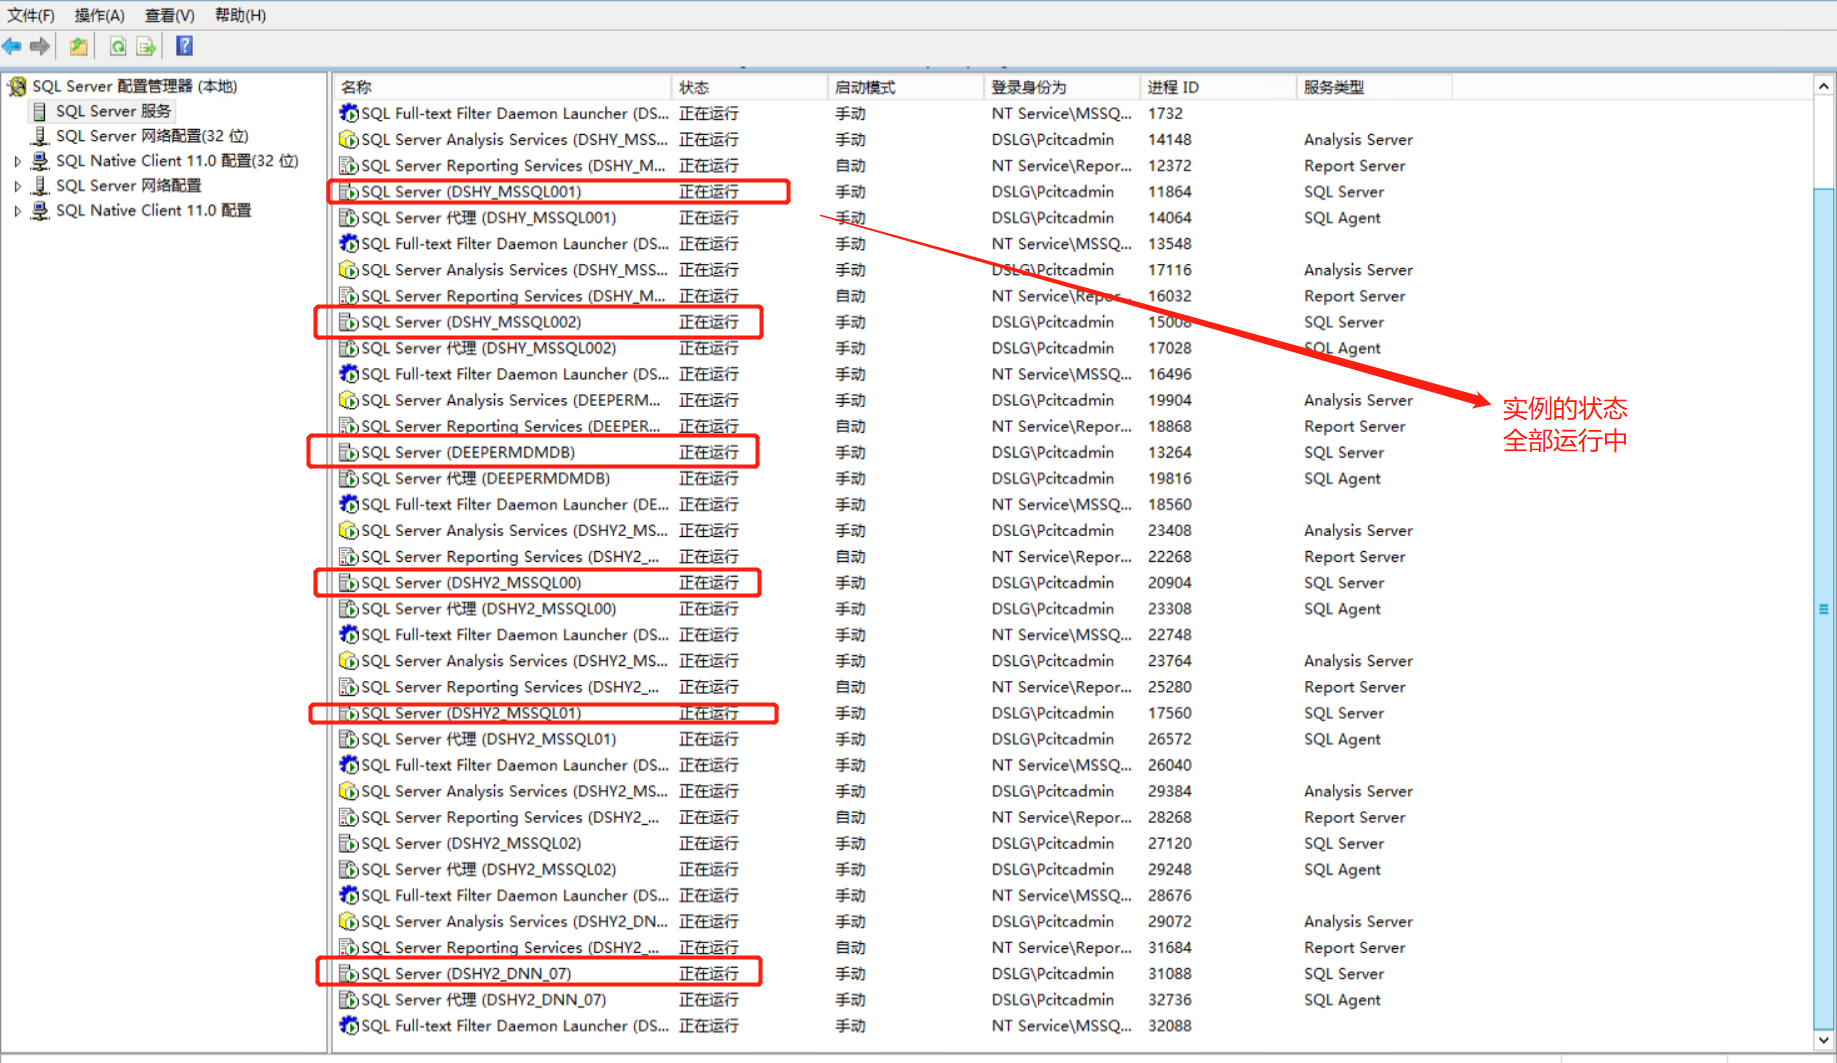 文件(F) 操作(A) 查看(V) 帮助(H)
SQL Server 配置管理器 (本地)
SQL Server 服务
SQL Server 网络配置(32 位)
SQL Native Client 11.0 配置(32 位)
SQL Server 网络配置
SQL Native Client 11.0 配置
名称 状态 启动模式 登录身份为 进程 ID 服务类型
SQL Full-text Filter Daemon Launcher (DS... 正在运行 手动 NT Service\MSSQ... 1732
SQL Server Analysis Services (DSHY_MSS... 正在运行 手动 DSLG\Pcitcadmin 14148 Analysis Server
SQL Server Reporting Services (DSHY_M... 正在运行 自动 NT Service\Repor... 12372 Report Server
SQL Server (DSHY_MSSQL001) 正在运行 手动 DSLG\Pcitcadmin 11864 SQL Server
SQL Server 代理 (DSHY_MSSQL001) 正在运行 手动 DSLG\Pcitcadmin 14064 SQL Agent
SQL Full-text Filter Daemon Launcher (DS... 正在运行 手动 NT Service\MSSQ... 13548
SQL Server Analysis Services (DSHY_MSS... 正在运行 手动 DSLG\Pcitcadmin 17116 Analysis Server
SQL Server Reporting Services (DSHY_M... 正在运行 自动 NT Service\Repor... 16032 Report Server
SQL Server (DSHY_MSSQL002) 正在运行 手动 DSLG\Pcitcadmin 15008 SQL Server
SQL Server 代理 (DSHY_MSSQL002) 正在运行 手动 DSLG\Pcitcadmin 17028 SQL Agent
SQL Full-text Filter Daemon Launcher (DS... 正在运行 手动 NT Service\MSSQ... 16496
SQL Server Analysis Services (DEEPERM... 正在运行 手动 DSLG\Pcitcadmin 19904 Analysis Server
SQL Server Reporting Services (DEEPER... 正在运行 自动 NT Service\Repor... 18868 Report Server
SQL Server (DEEPERMDMDB) 正在运行 手动 DSLG\Pcitcadmin 13264 SQL Server
SQL Server 代理 (DEEPERMDMDB) 正在运行 手动 DSLG\Pcitcadmin 19816 SQL Agent
SQL Full-text Filter Daemon Launcher (DE... 正在运行 手动 NT Service\MSSQ... 18560
SQL Server Analysis Services (DSHY2_MS... 正在运行 手动 DSLG\Pcitcadmin 23408 Analysis Server
SQL Server Reporting Services (DSHY2_... 正在运行 自动 NT Service\Repor... 22268 Report Server
SQL Server (DSHY2_MSSQL00) 正在运行 手动 DSLG\Pcitcadmin 20904 SQL Server
SQL Server 代理 (DSHY2_MSSQL00) 正在运行 手动 DSLG\Pcitcadmin 23308 SQL Agent
SQL Full-text Filter Daemon Launcher (DS... 正在运行 手动 NT Service\MSSQ... 22748
SQL Server Analysis Services (DSHY2_MS... 正在运行 手动 DSLG\Pcitcadmin 23764 Analysis Server
SQL Server Reporting Services (DSHY2_... 正在运行 自动 NT Service\Repor... 25280 Report Server
SQL Server (DSHY2_MSSQL01) 正在运行 手动 DSLG\Pcitcadmin 17560 SQL Server
SQL Server 代理 (DSHY2_MSSQL01) 正在运行 手动 DSLG\Pcitcadmin 26572 SQL Agent
SQL Full-text Filter Daemon Launcher (DS... 正在运行 手动 NT Service\MSSQ... 26040
SQL Server Analysis Services (DSHY2_MS... 正在运行 手动 DSLG\Pcitcadmin 29384 Analysis Server
SQL Server Reporting Services (DSHY2_... 正在运行 自动 NT Service\Repor... 28268 Report Server
SQL Server (DSHY2_MSSQL02) 正在运行 手动 DSLG\Pcitcadmin 27120 SQL Server
SQL Server 代理 (DSHY2_MSSQL02) 正在运行 手动 DSLG\Pcitcadmin 29248 SQL Agent
SQL Full-text Filter Daemon Launcher (DS... 正在运行 手动 NT Service\MSSQ... 28676
SQL Server Analysis Services (DSHY2_DN... 正在运行 手动 DSLG\Pcitcadmin 29072 Analysis Server
SQL Server Reporting Services (DSHY2_... 正在运行 自动 NT Service\Repor... 31684 Report Server
SQL Server (DSHY2_DNN_07) 正在运行 手动 DSLG\Pcitcadmin 31088 SQL Server
SQL Server 代理 (DSHY2_DNN_07) 正在运行 手动 DSLG\Pcitcadmin 32736 SQL Agent
SQL Full-text Filter Daemon Launcher (DS... 正在运行 手动 NT Service\MSSQ... 32088
实例的状态
全部运行中